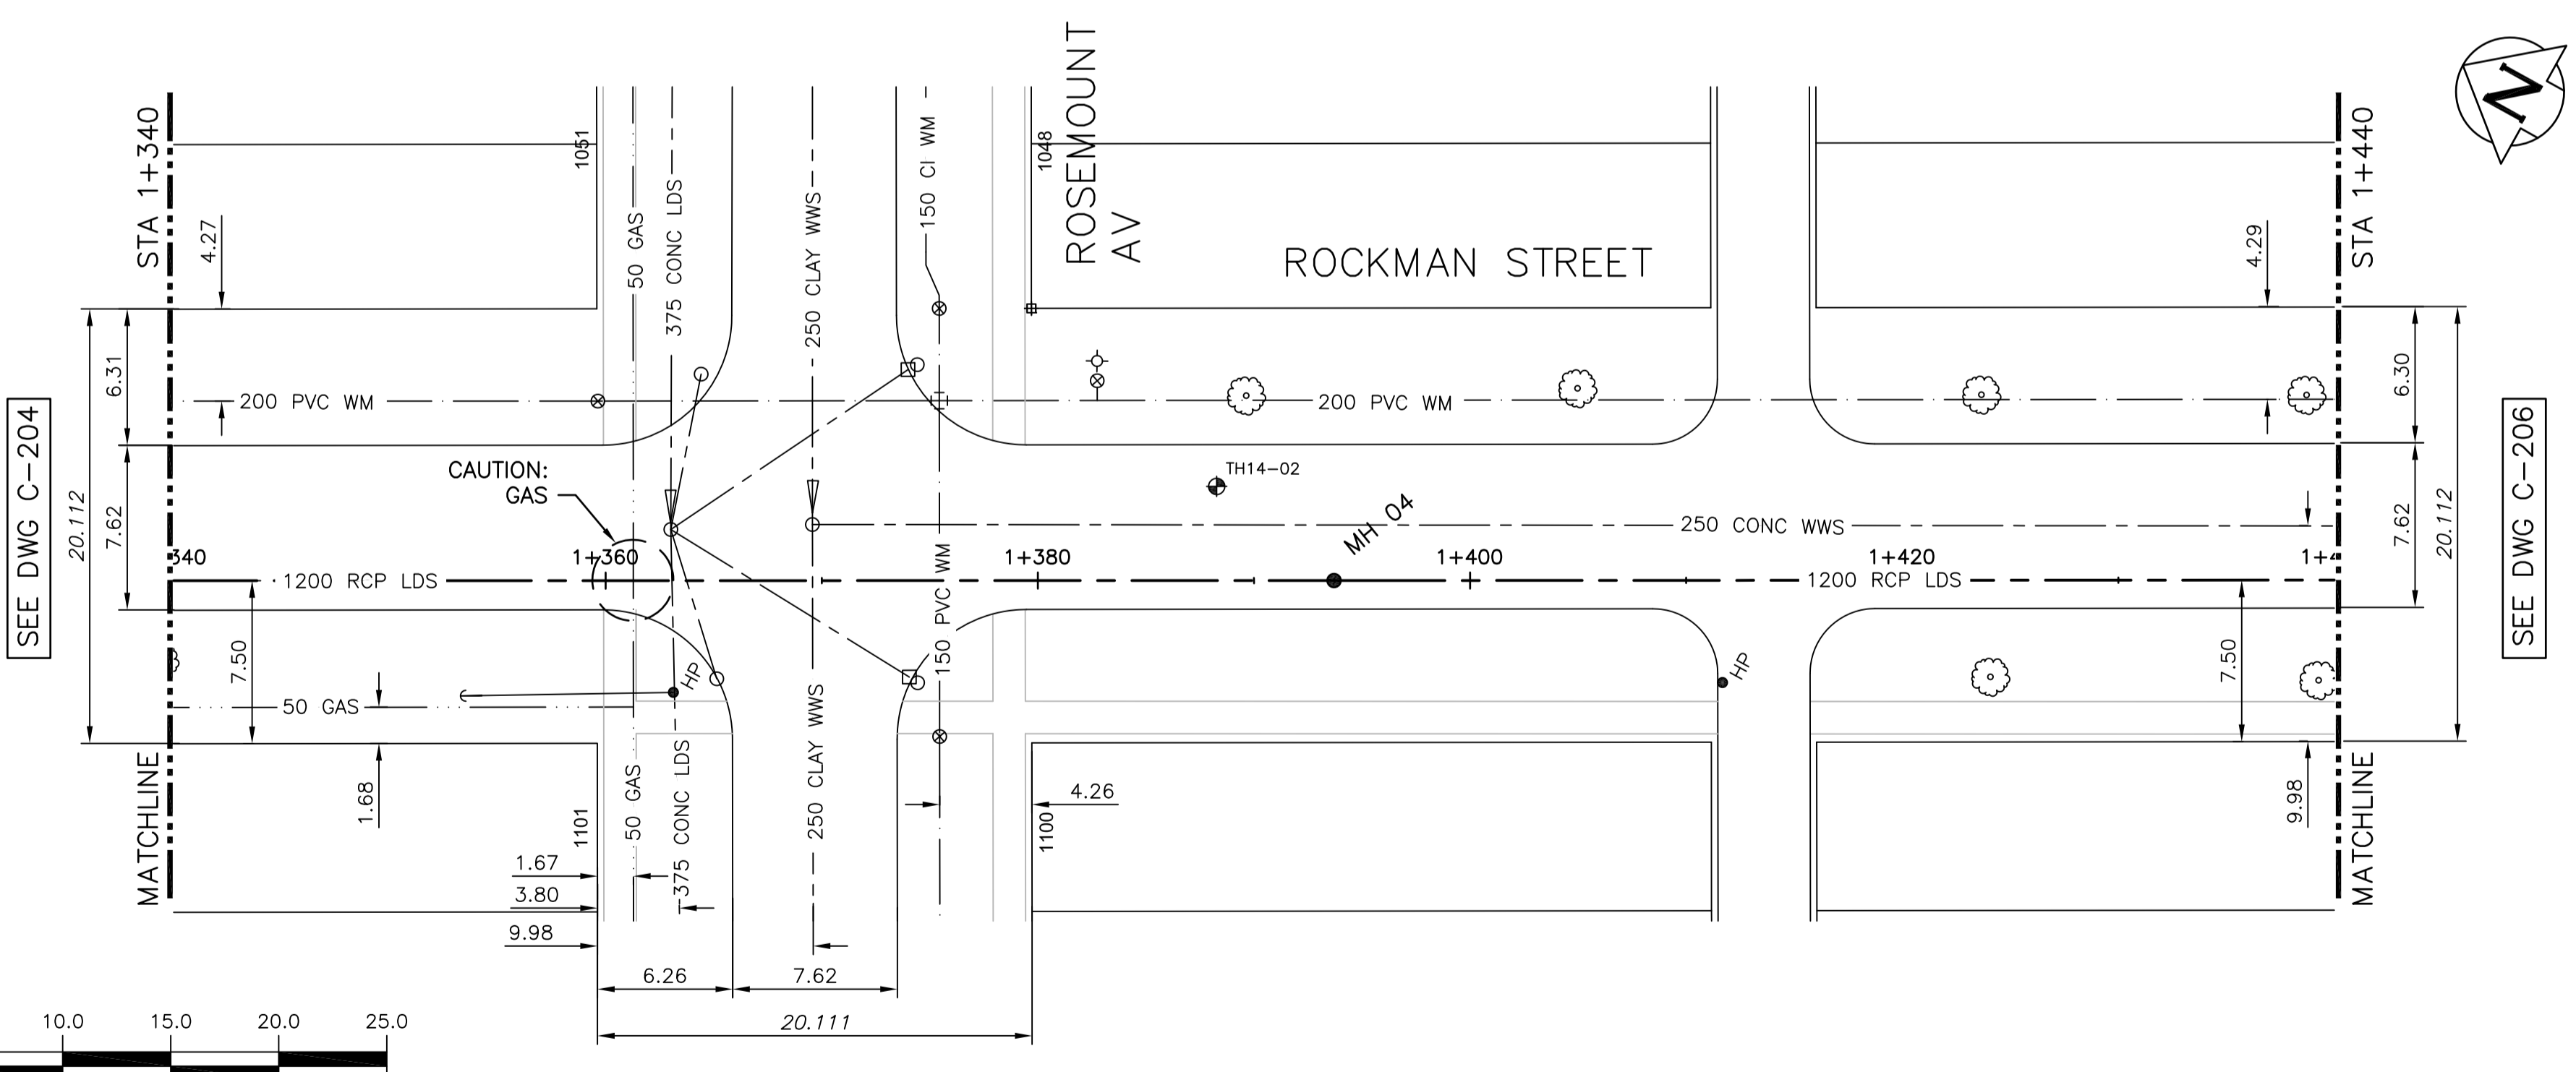 ROSEMOUNT
AV
N
STA 1+340
1051
1048
STA 1+440
4.27
50 GAS
375 CONC LDS
250 CLAY WWS
150 CI WM
ROCKMAN STREET
4.29
6.31
200 PVC WM
200 PVC WM
6.30
SEE DWG C-204
20.112
7.62
CAUTION:
GAS
TH14-02
MH 04
250 CONC WWS
7.62
20.112
SEE DWG C-206
340
1+360
1+380
1+400
1+420
1+4
1200 RCP LDS
1200 RCP LDS
150 PVC WM
7.50
HP
HP
7.50
50 GAS
MATCHLINE
1.68
1101
50 GAS
375 CONC LDS
250 CLAY WWS
4.26
1100
9.98
MATCHLINE
1.67
3.80
9.98
6.26
7.62
20.111
10.0 15.0 20.0 25.0